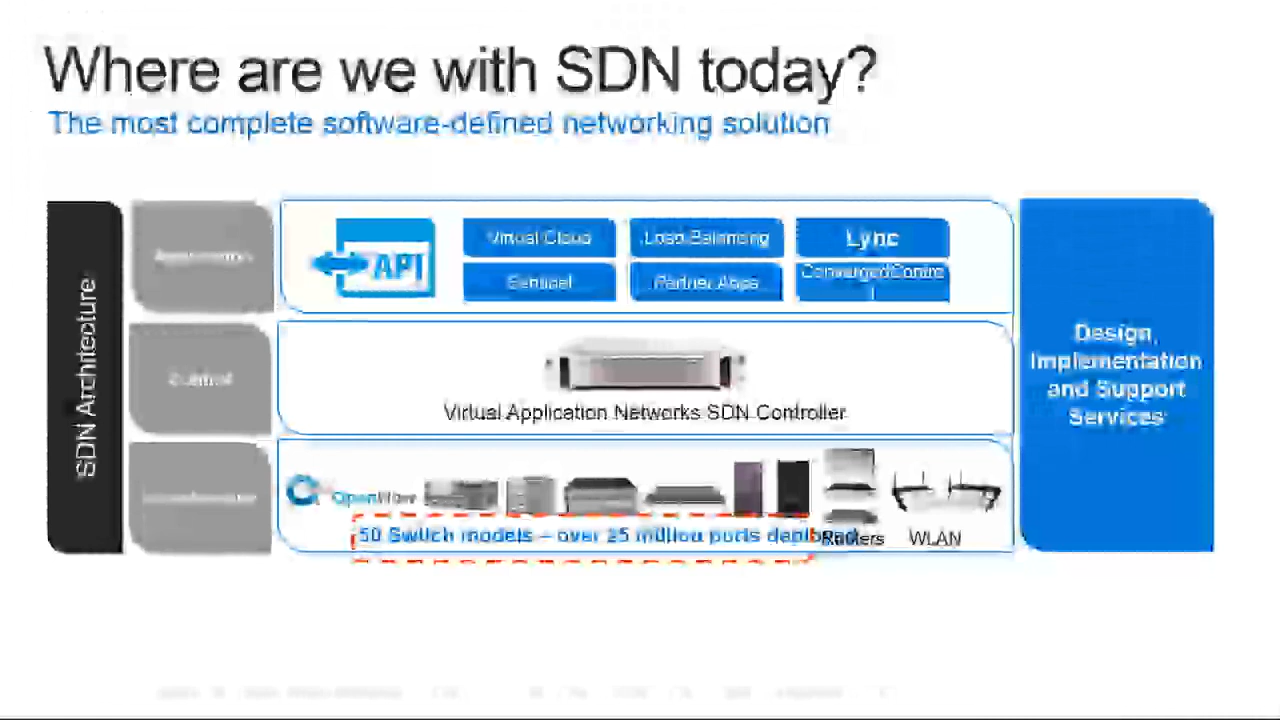 Where are we with SDN today?
The most complete software-defined networking solution
SDN Architecture
API
Virtual Cloud
Load Balancing
Lync
Sentinel
Partner Apps
ConvergedContro
l
Control
Virtual Application Networks SDN Controller
Design,
Implementation
and Support
Services
OpenFlow
50 Switch models – over 25 million ports deployed
Routers
WLAN